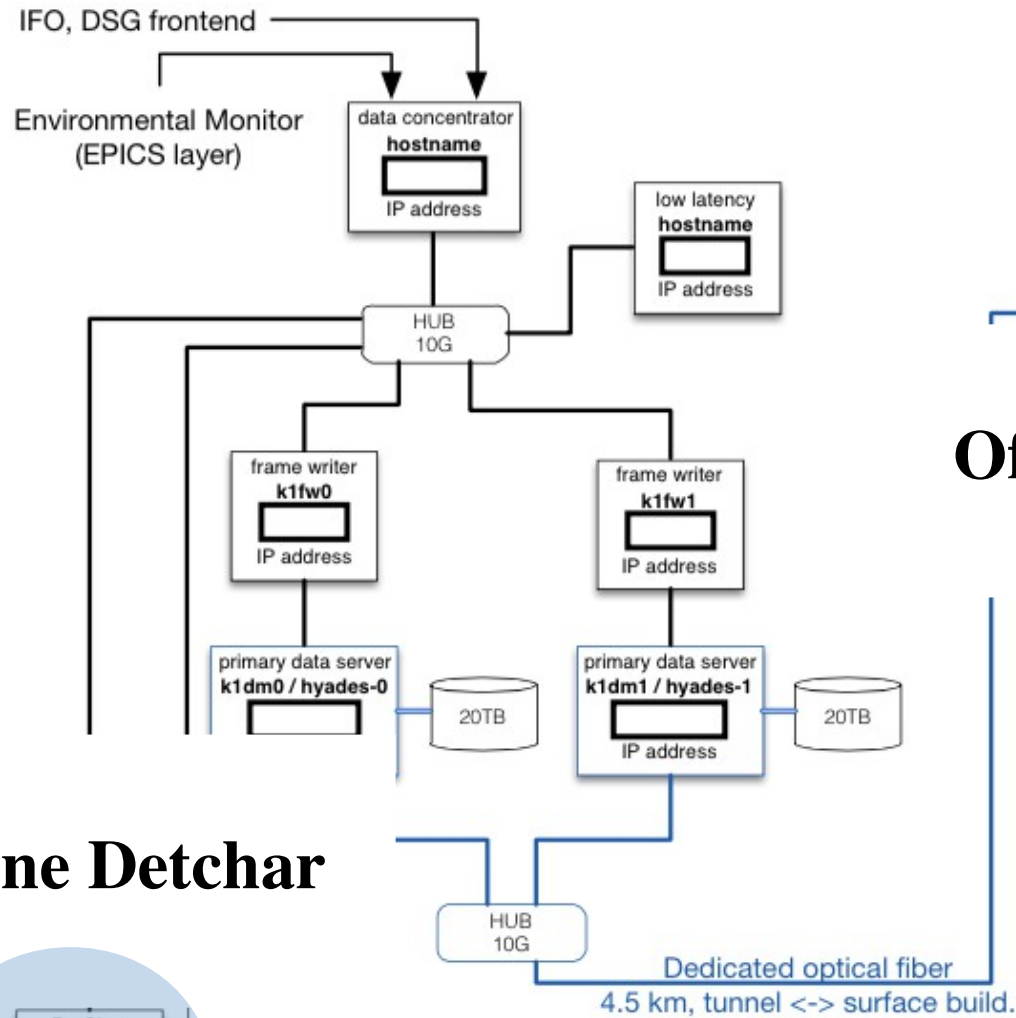 IFO, DSG frontend
Environmental Monitor
(EPICS layer)
data concentrator
hostname
IP address
low latency
hostname
IP address
HUB
10G
frame writer
k1fw0
IP address
frame writer
k1fw1
IP address
primary data server
k1dm0 / hyades-0
20TB
primary data server
k1dm1 / hyades-1
IP address
20TB
ne Detchar
HUB
10G
Dedicated optical fiber
4.5 km, tunnel <-> surface build.